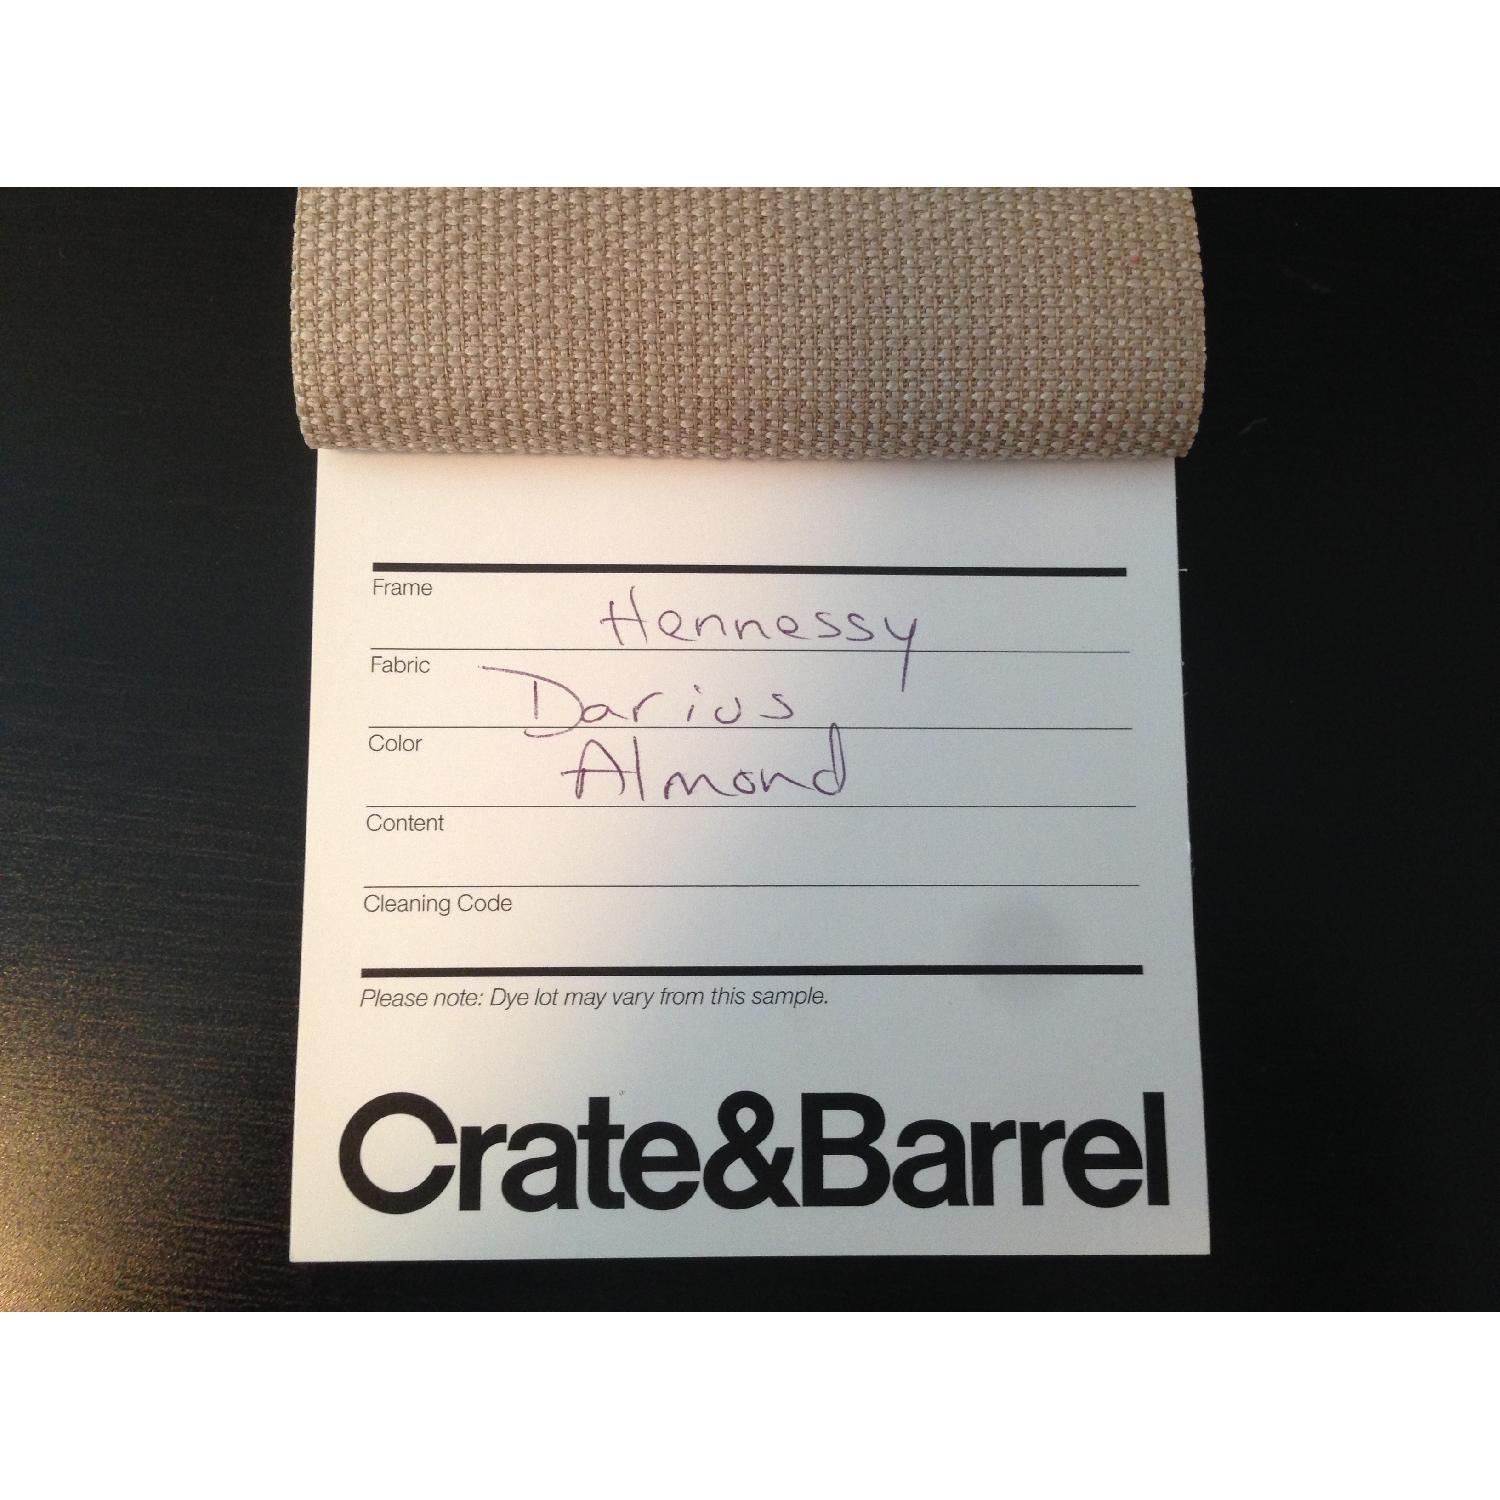 Frame Hennessy
Fabric Darius
Color Almond
Content
Cleaning Code
Please note: Dye lot may vary from this sample.
Crate&Barrel